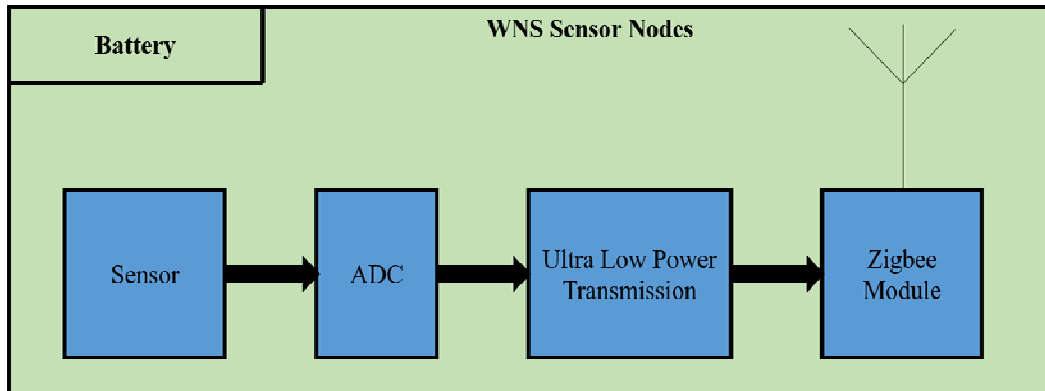 Battery
WNS Sensor Nodes
Sensor
ADC
Ultra Low Power
Transmission
Zigbee
Module